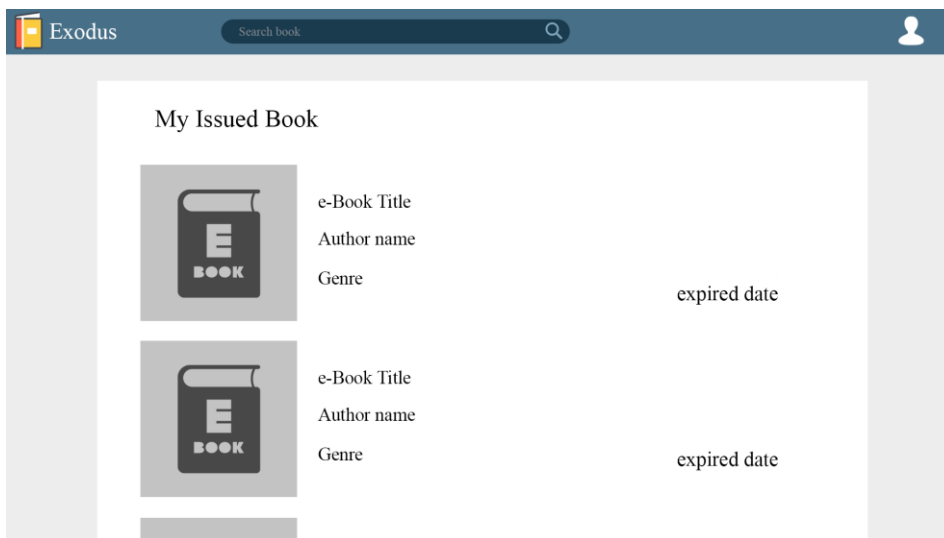 Exodus
Search book
My Issued Book
E
BOOK
e-Book Title
Author name
Genre
expired date
E
BOOK
e-Book Title
Author name
Genre
expired date